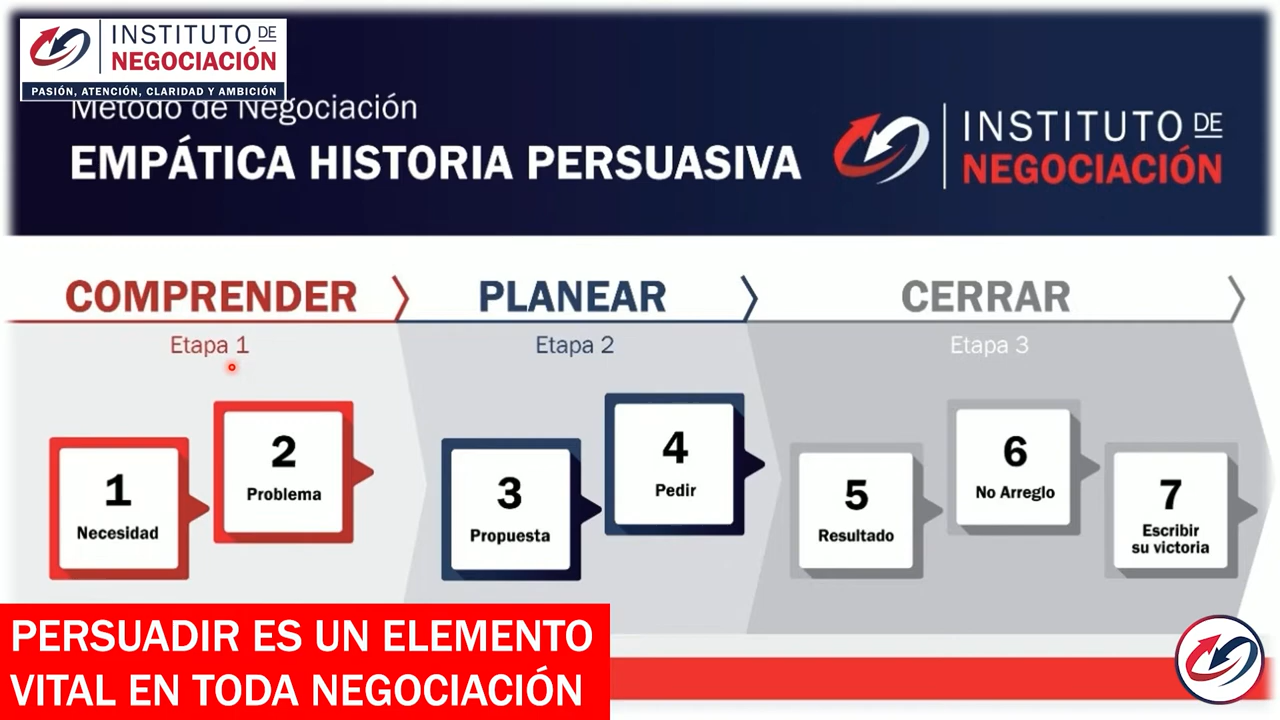 INSTITUTO DE
NEGOCIACIÓN
PASIÓN, ATENCIÓN, CLARIDAD Y AMBICIÓN
Método de Negociación
EMPÁTICA HISTORIA PERSUASIVA
INSTITUTO DE
NEGOCIACIÓN
COMPRENDER
PLANEAR
CERRAR
Etapa 1
Etapa 2
Etapa 3
1
Necesidad
2
Problema
3
Propuesta
4
Pedir
5
Resultado
6
No Arreglo
7
Escribir
su victoria
PERSUADIR ES UN ELEMENTO
VITAL EN TODA NEGOCIACIÓN